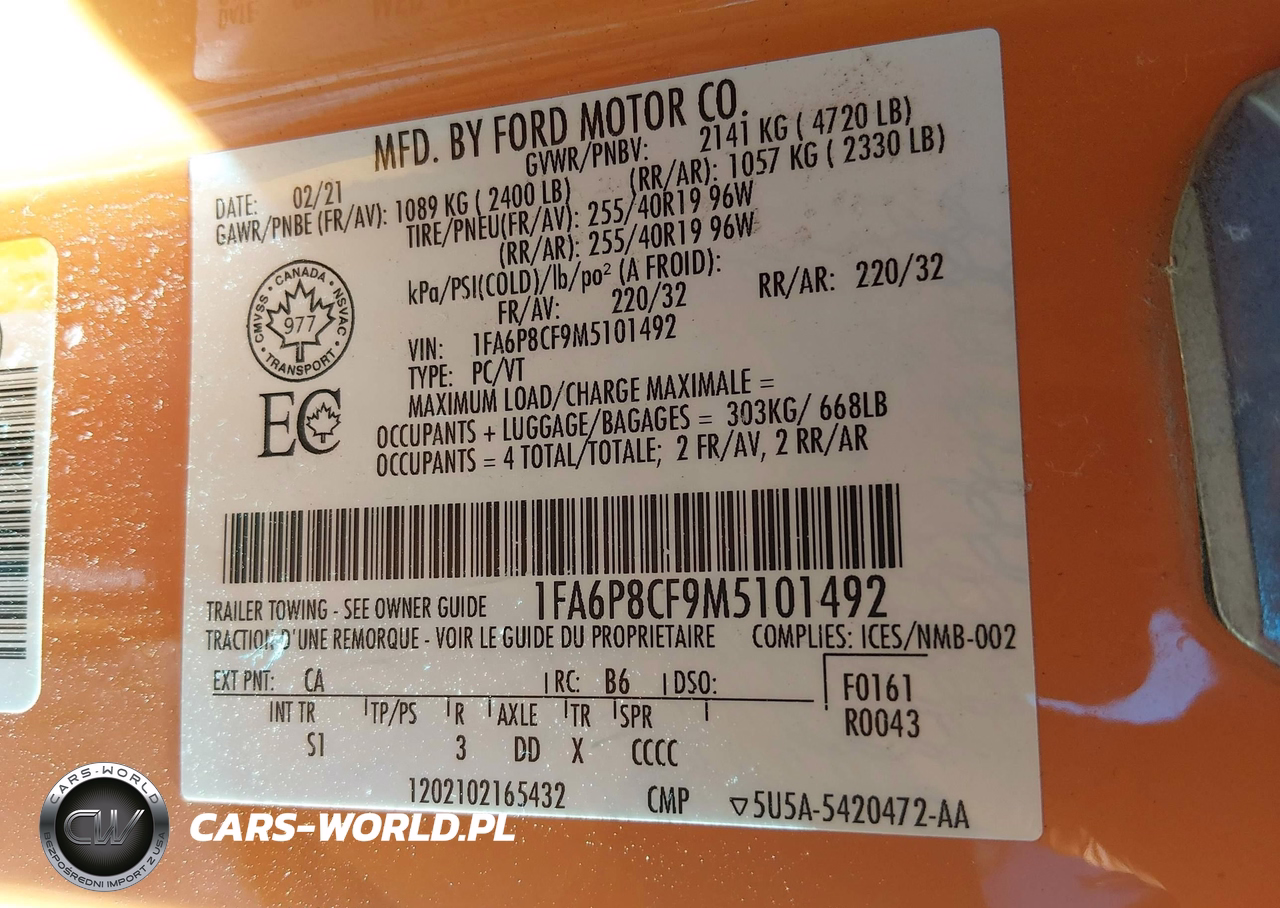 MFD. BY FORD MOTOR CO.
DATE: 02/21 GVWR/PNBV: 2141 KG ( 4720 LB)
GAWR/PNBE (FR/AV): 1089 KG ( 2400 LB) (RR/AR): 1057 KG ( 2330 LB)
TIRE/PNEU(FR/AV): 255/40R19 96W
(RR/AR): 255/40R19 96W
kPa/PSI(COLD)/lb/po² (A FROID):
FR/AV: 220/32 RR/AR: 220/32
CANADA
CMVSS NSVAC
977
TRANSPORT
VIN: 1FA6P8CF9M5101492
TYPE: PC/VT
EC
MAXIMUM LOAD/CHARGE MAXIMALE =
OCCUPANTS + LUGGAGE/BAGAGES = 303KG/ 668LB
OCCUPANTS = 4 TOTAL/TOTALE; 2 FR/AV, 2 RR/AR
TRAILER TOWING - SEE OWNER GUIDE 1FA6P8CF9M5101492
TRACTION D'UNE REMORQUE - VOIR LE GUIDE DU PROPRIETAIRE COMPLIES: ICES/NMB-002
EXT PNT: CA RC: B6 DSO: F0161
INT TR TP/PS R AXLE TR SPR R0043
S1 3 DD X CCCC
1202102165432 CMP 5U5A-5420472-AA
CARS-WORLD
CW
BEZPOŚREDNI IMPORT Z USA
CARS-WORLD.PL